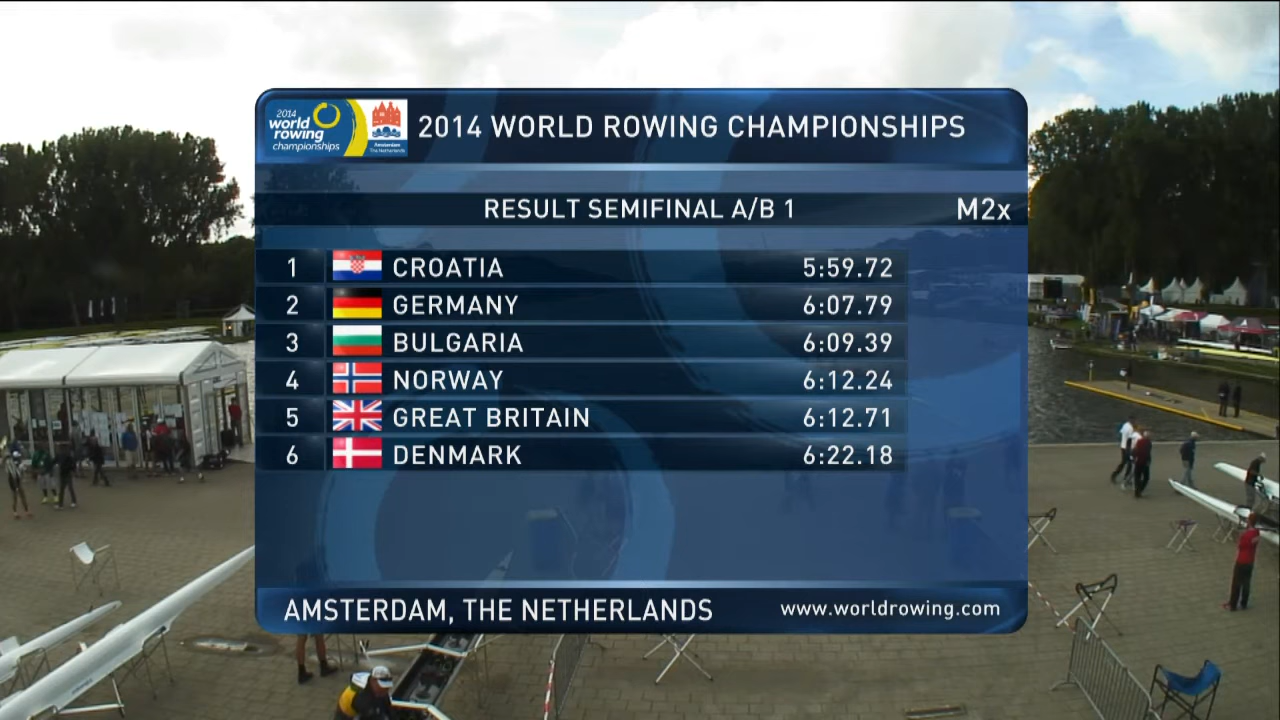 2014
world
rowing
championships
Amsterdam
The Netherlands
2014 WORLD ROWING CHAMPIONSHIPS
RESULT SEMIFINAL A/B 1 M2x
1 CROATIA 5:59.72
2 GERMANY 6:07.79
3 BULGARIA 6:09.39
4 NORWAY 6:12.24
5 GREAT BRITAIN 6:12.71
6 DENMARK 6:22.18
AMSTERDAM, THE NETHERLANDS www.worldrowing.com